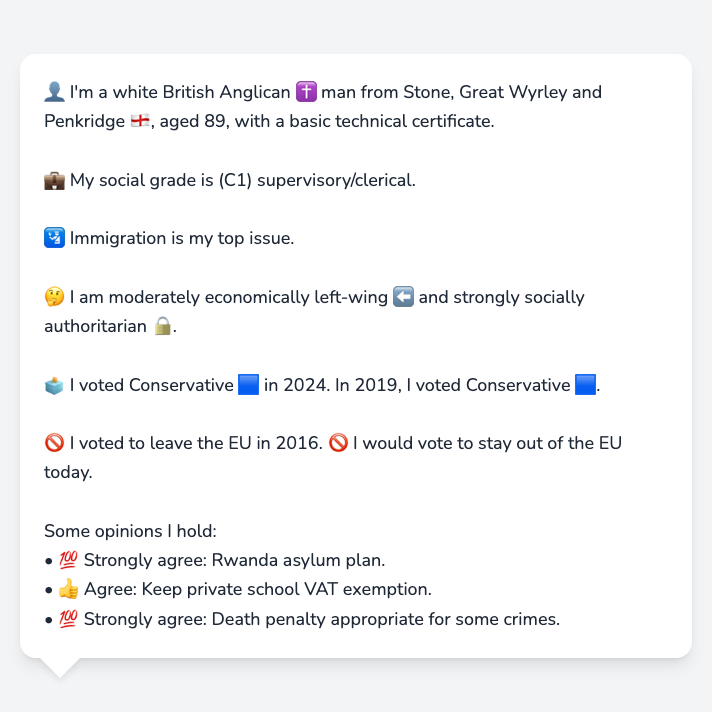 👤 I'm a white British Anglican ✝️ man from Stone, Great Wyrley and
Penkridge 🏴󠁧󠁢󠁥󠁮󠁧󠁿, aged 89, with a basic technical certificate.
💼 My social grade is (C1) supervisory/clerical.
🛂 Immigration is my top issue.
🤔 I am moderately economically left-wing ⬅️ and strongly socially
authoritarian 🔒.
🗳️ I voted Conservative 🟦 in 2024. In 2019, I voted Conservative 🟦.
🚫 I voted to leave the EU in 2016. 🚫 I would vote to stay out of the EU
today.
Some opinions I hold:
• 💯 Strongly agree: Rwanda asylum plan.
• 👍 Agree: Keep private school VAT exemption.
• 💯 Strongly agree: Death penalty appropriate for some crimes.